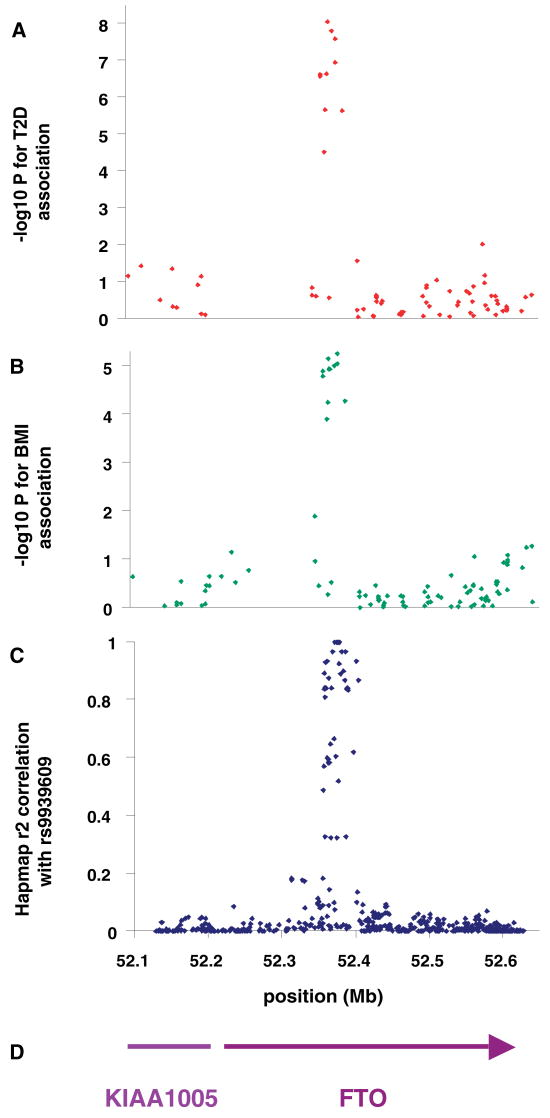 A
-log10 P for T2D
association
8
7
6
5
4
3
2
1
0
B
-log10 P for BMI
association
5
4
3
2
1
0
C
Hapmap r2 correlation
with rs9939609
1
0.8
0.6
0.4
0.2
0
52.1 52.2 52.3 52.4 52.5 52.6
position (Mb)
D
KIAA1005 FTO